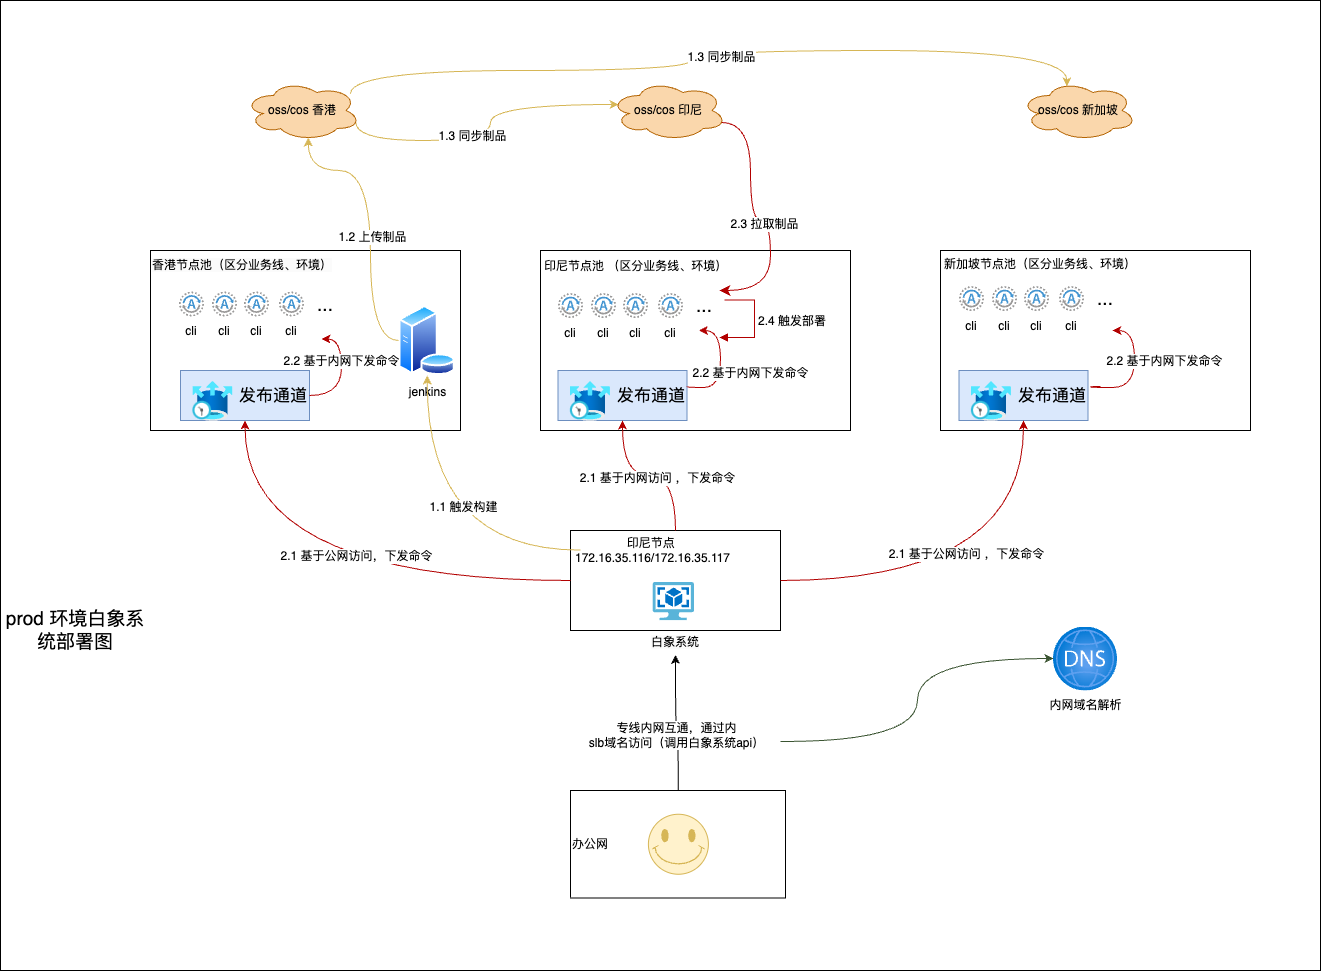 1.3 同步制品
oss/cos 香港
oss/cos 印尼
oss/cos 新加坡
1.3 同步制品
2.3 拉取制品
1.2 上传制品
香港节点池（区分业务线、环境）
cli
cli
cli
cli
...
2.2 基于内网下发命令
发布通道
jenkins
印尼节点池 （区分业务线、环境）
cli
cli
cli
cli
...
2.4 触发部署
2.2 基于内网下发命令
发布通道
新加坡节点池（区分业务线、环境）
cli
cli
cli
cli
...
2.2 基于内网下发命令
发布通道
2.1 基于内网访问 ，下发命令
1.1 触发构建
2.1 基于公网访问，下发命令
2.1 基于公网访问 ，下发命令
印尼节点
172.16.35.116/172.16.35.117
白象系统
prod 环境白象系
统部署图
DNS
内网域名解析
专线内网互通，通过内
slb域名访问（调用白象系统api）
办公网